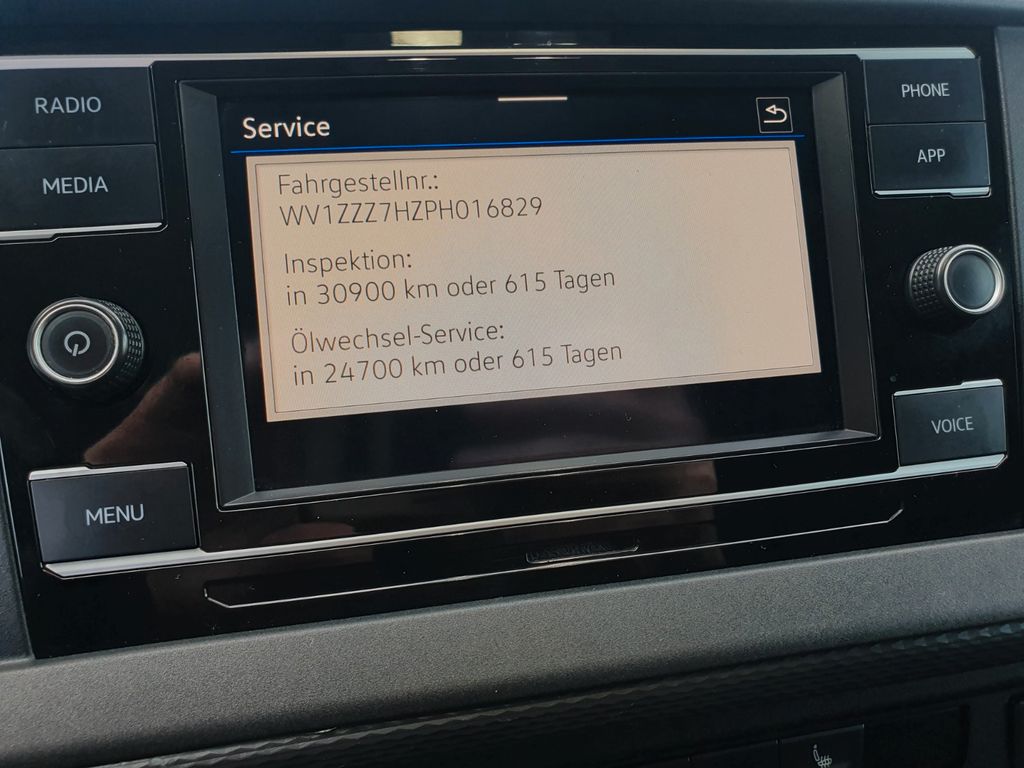 RADIO
MEDIA
MENU
Service
Fahrgestellnr.:
WV1ZZZ7HZPH016829
Inspektion:
in 30900 km oder 615 Tagen
Ölwechsel-Service:
in 24700 km oder 615 Tagen
PHONE
APP
VOICE